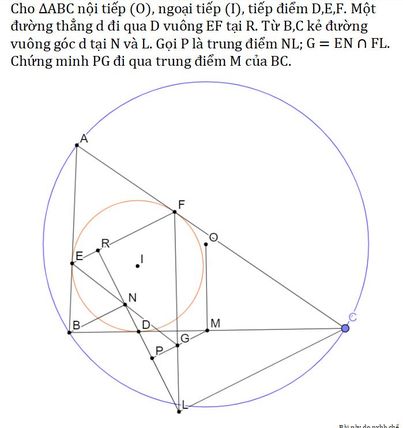 Cho ΔABC nội tiếp (O), ngoại tiếp (I), tiếp điểm D,E,F. Một
đường thẳng d đi qua D vuông EF tại R. Từ B,C kẻ đường
vuông góc d tại N và L. Gọi P là trung điểm NL; G = EN ∩ FL.
Chứng minh PG đi qua trung điểm M của BC.
A
F
O
R
E
I
N
C
B
D
M
G
P
L